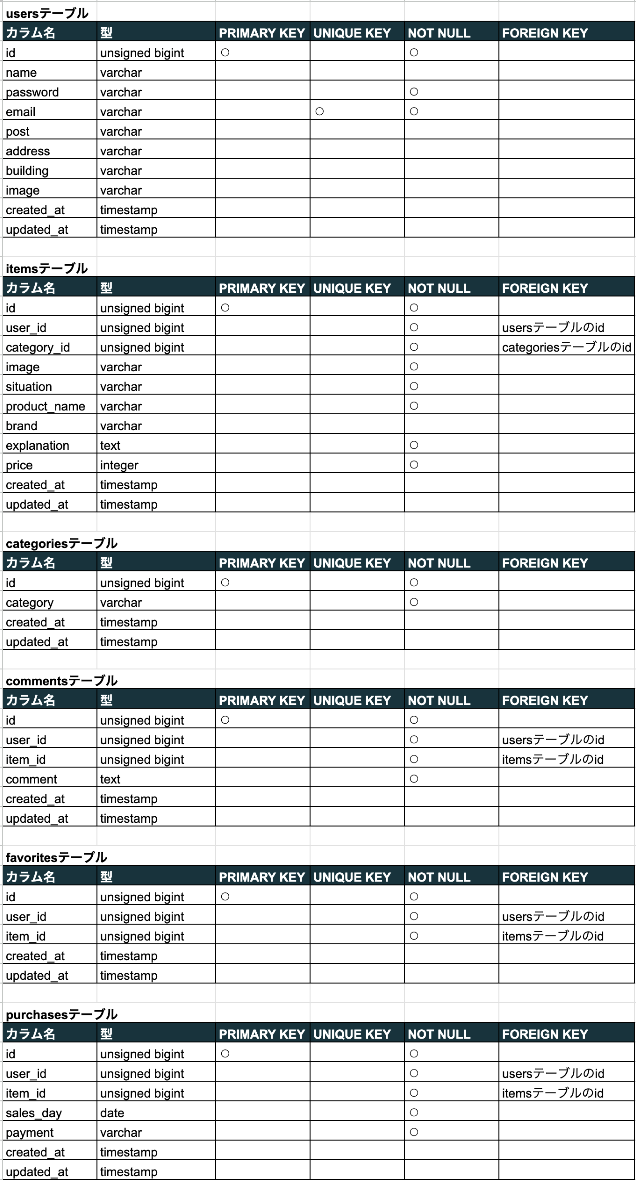 usersテーブル
カラム名 型 PRIMARY KEY UNIQUE KEY NOT NULL FOREIGN KEY
id unsigned bigint ○ ○
name varchar
password varchar ○
email varchar ○ ○
post varchar
address varchar
building varchar
image varchar
created_at timestamp
updated_at timestamp
itemsテーブル
カラム名 型 PRIMARY KEY UNIQUE KEY NOT NULL FOREIGN KEY
id unsigned bigint ○ ○
user_id unsigned bigint ○ usersテーブルのid
category_id unsigned bigint ○ categoriesテーブルのid
image varchar ○
situation varchar ○
product_name varchar ○
brand varchar
explanation text ○
price integer ○
created_at timestamp
updated_at timestamp
categoriesテーブル
カラム名 型 PRIMARY KEY UNIQUE KEY NOT NULL FOREIGN KEY
id unsigned bigint ○ ○
category varchar ○
created_at timestamp
updated_at timestamp
commentsテーブル
カラム名 型 PRIMARY KEY UNIQUE KEY NOT NULL FOREIGN KEY
id unsigned bigint ○ ○
user_id unsigned bigint ○ usersテーブルのid
item_id unsigned bigint ○ itemsテーブルのid
comment text ○
created_at timestamp
updated_at timestamp
favoritesテーブル
カラム名 型 PRIMARY KEY UNIQUE KEY NOT NULL FOREIGN KEY
id unsigned bigint ○ ○
user_id unsigned bigint ○ usersテーブルのid
item_id unsigned bigint ○ itemsテーブルのid
created_at timestamp
updated_at timestamp
purchasesテーブル
カラム名 型 PRIMARY KEY UNIQUE KEY NOT NULL FOREIGN KEY
id unsigned bigint ○ ○
user_id unsigned bigint ○ usersテーブルのid
item_id unsigned bigint ○ itemsテーブルのid
sales_day date ○
payment varchar ○
created_at timestamp
updated_at timestamp